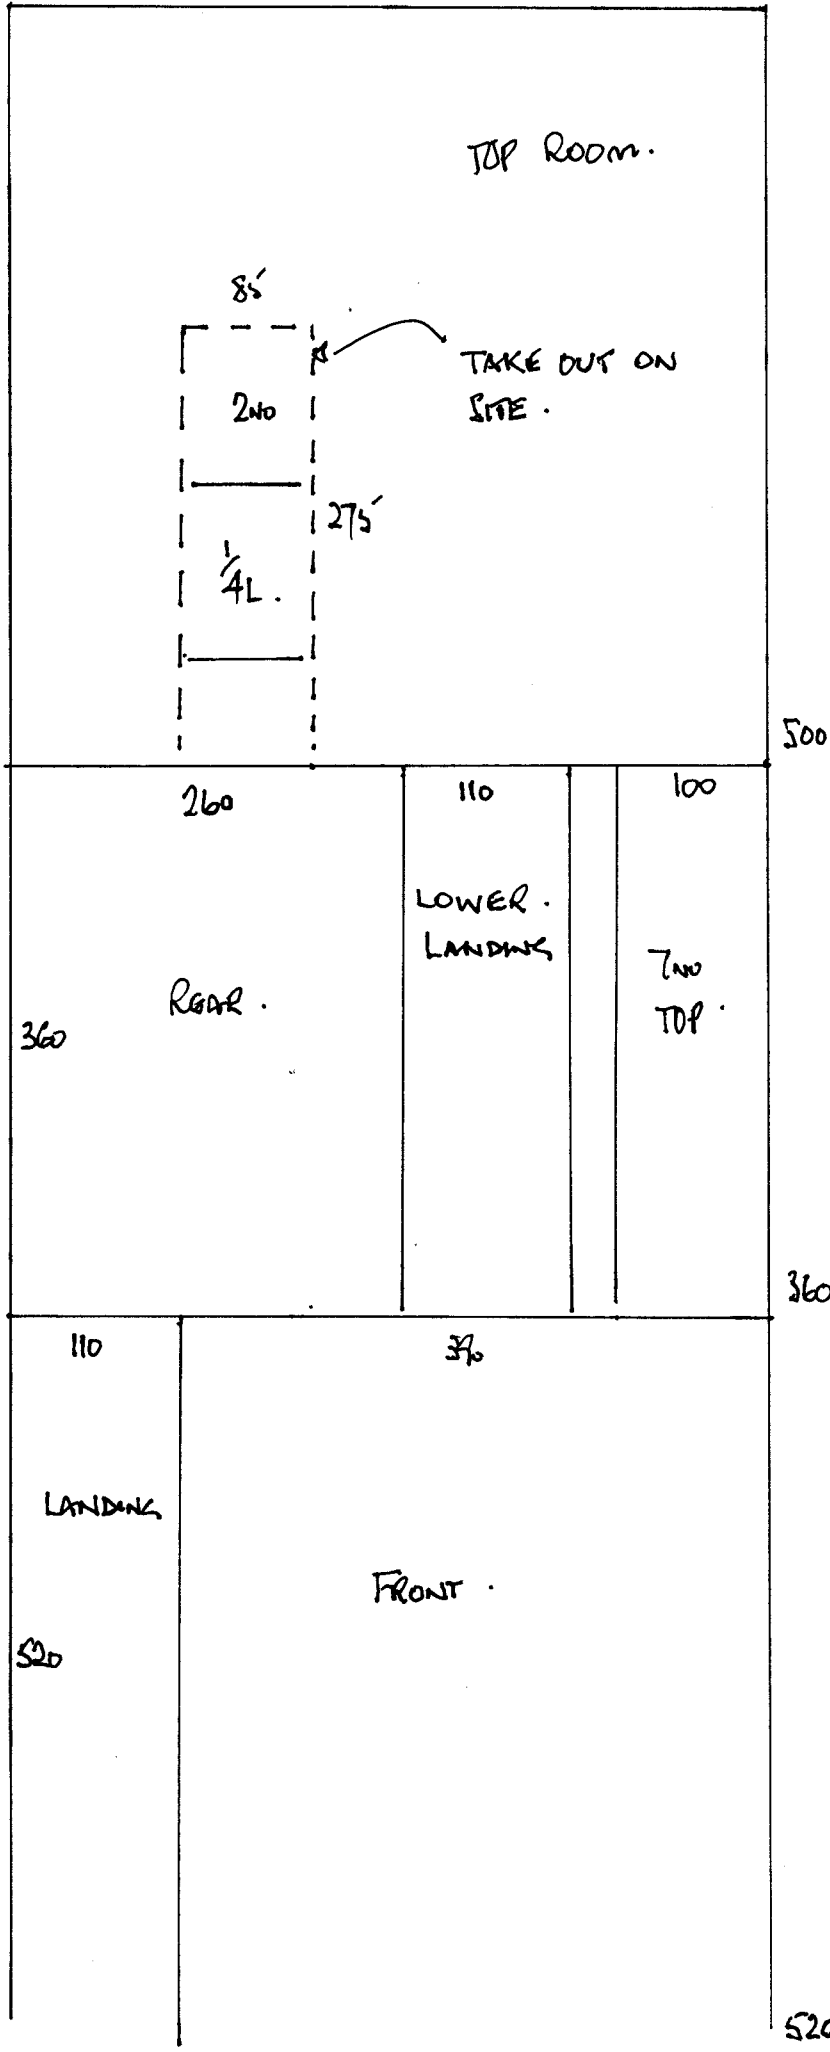 TOP ROOM.
85
TAKE OUT ON
SITE.
2NO
275
1/4L.
500
260
110
100
LOWER.
LANDING
7NO
TOP.
REAR.
360
360
110
390
LANDING
FRONT.
520
520